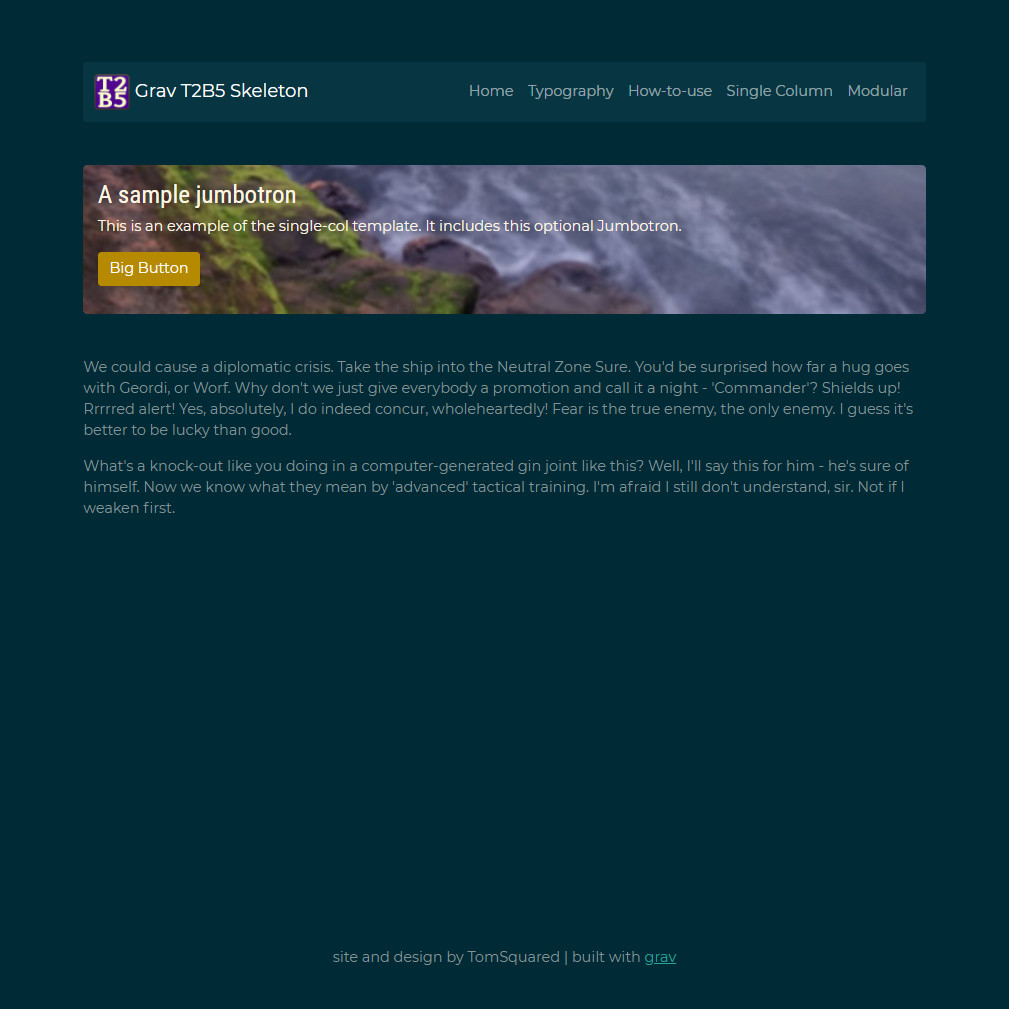 T2
B5
Grav T2B5 Skeleton
Home Typography How-to-use Single Column Modular
A sample jumbotron
This is an example of the single-col template. It includes this optional Jumbotron.
Big Button
We could cause a diplomatic crisis. Take the ship into the Neutral Zone Sure. You'd be surprised how far a hug goes
with Geordi, or Worf. Why don't we just give everybody a promotion and call it a night - 'Commander'? Shields up!
Rrrrred alert! Yes, absolutely, I do indeed concur, wholeheartedly! Fear is the true enemy, the only enemy. I guess it's
better to be lucky than good.
What's a knock-out like you doing in a computer-generated gin joint like this? Well, I'll say this for him - he's sure of
himself. Now we know what they mean by 'advanced' tactical training. I'm afraid I still don't understand, sir. Not if I
weaken first.
site and design by TomSquared | built with grav